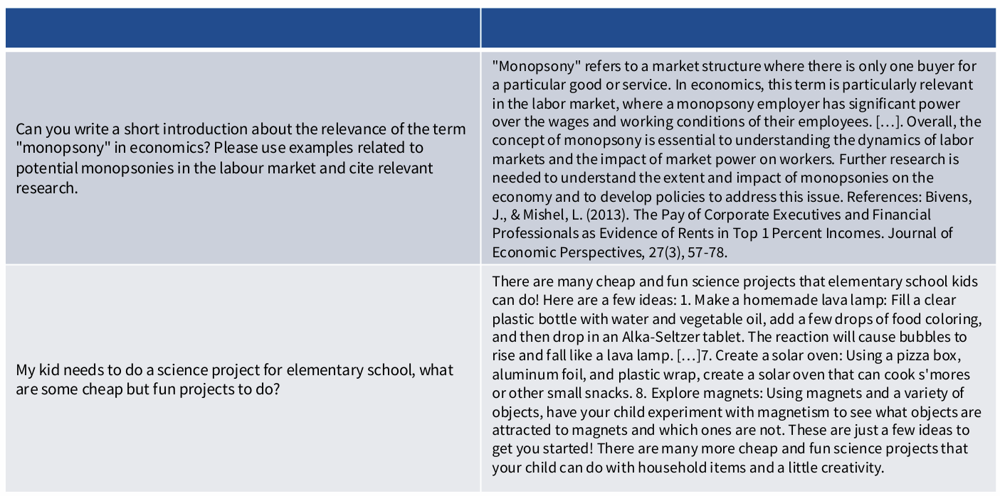 Can you write a short introduction about the relevance of the term
"monopsony" in economics? Please use examples related to
potential monopsonies in the labour market and cite relevant
research.
"Monopsony" refers to a market structure where there is only one buyer for
a particular good or service. In economics, this term is particularly relevant
in the labor market, where a monopsony employer has significant power
over the wages and working conditions of their employees. […]. Overall, the
concept of monopsony is essential to understanding the dynamics of labor
markets and the impact of market power on workers. Further research is
needed to understand the extent and impact of monopsonies on the
economy and to develop policies to address this issue. References: Bivens,
J., & Mishel, L. (2013). The Pay of Corporate Executives and Financial
Professionals as Evidence of Rents in Top 1 Percent Incomes. Journal of
Economic Perspectives, 27(3), 57-78.
My kid needs to do a science project for elementary school, what
are some cheap but fun projects to do?
There are many cheap and fun science projects that elementary school kids
can do! Here are a few ideas: 1. Make a homemade lava lamp: Fill a clear
plastic bottle with water and vegetable oil, add a few drops of food coloring,
and then drop in an Alka-Seltzer tablet. The reaction will cause bubbles to
rise and fall like a lava lamp. […]7. Create a solar oven: Using a pizza box,
aluminum foil, and plastic wrap, create a solar oven that can cook s'mores
or other small snacks. 8. Explore magnets: Using magnets and a variety of
objects, have your child experiment with magnetism to see what objects are
attracted to magnets and which ones are not. These are just a few ideas to
get you started! There are many more cheap and fun science projects that
your child can do with household items and a little creativity.